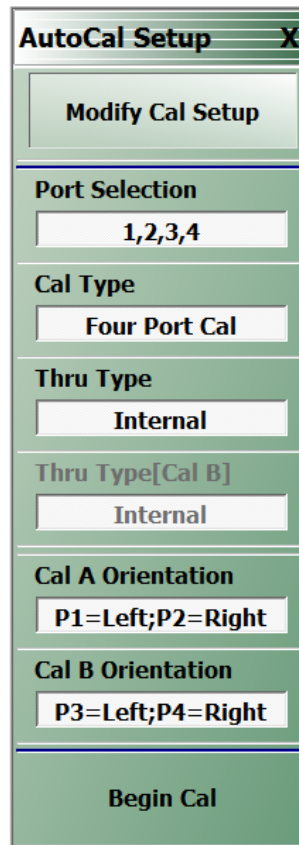 AutoCal Setup X
Modify Cal Setup
Port Selection
1,2,3,4
Cal Type
Four Port Cal
Thru Type
Internal
Thru Type[Cal B]
Internal
Cal A Orientation
P1=Left;P2=Right
Cal B Orientation
P3=Left;P4=Right
Begin Cal